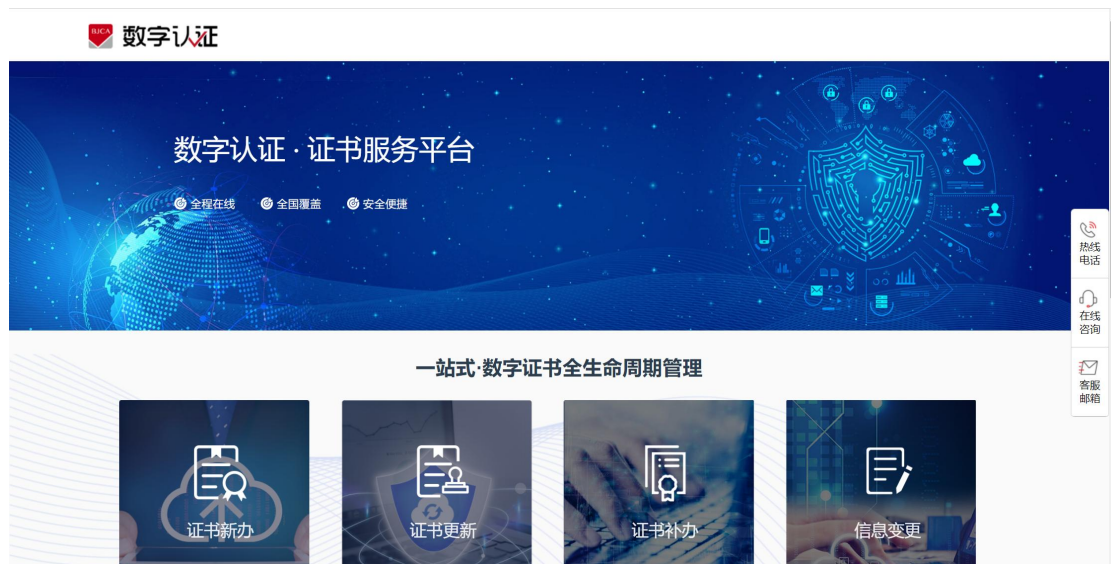 BJCA 数字认证
数字认证 · 证书服务平台
全程在线 全国覆盖 安全便捷
热线
电话
在线
咨询
客服
邮箱
一站式·数字证书全生命周期管理
证书新办 证书更新 证书补办 信息变更